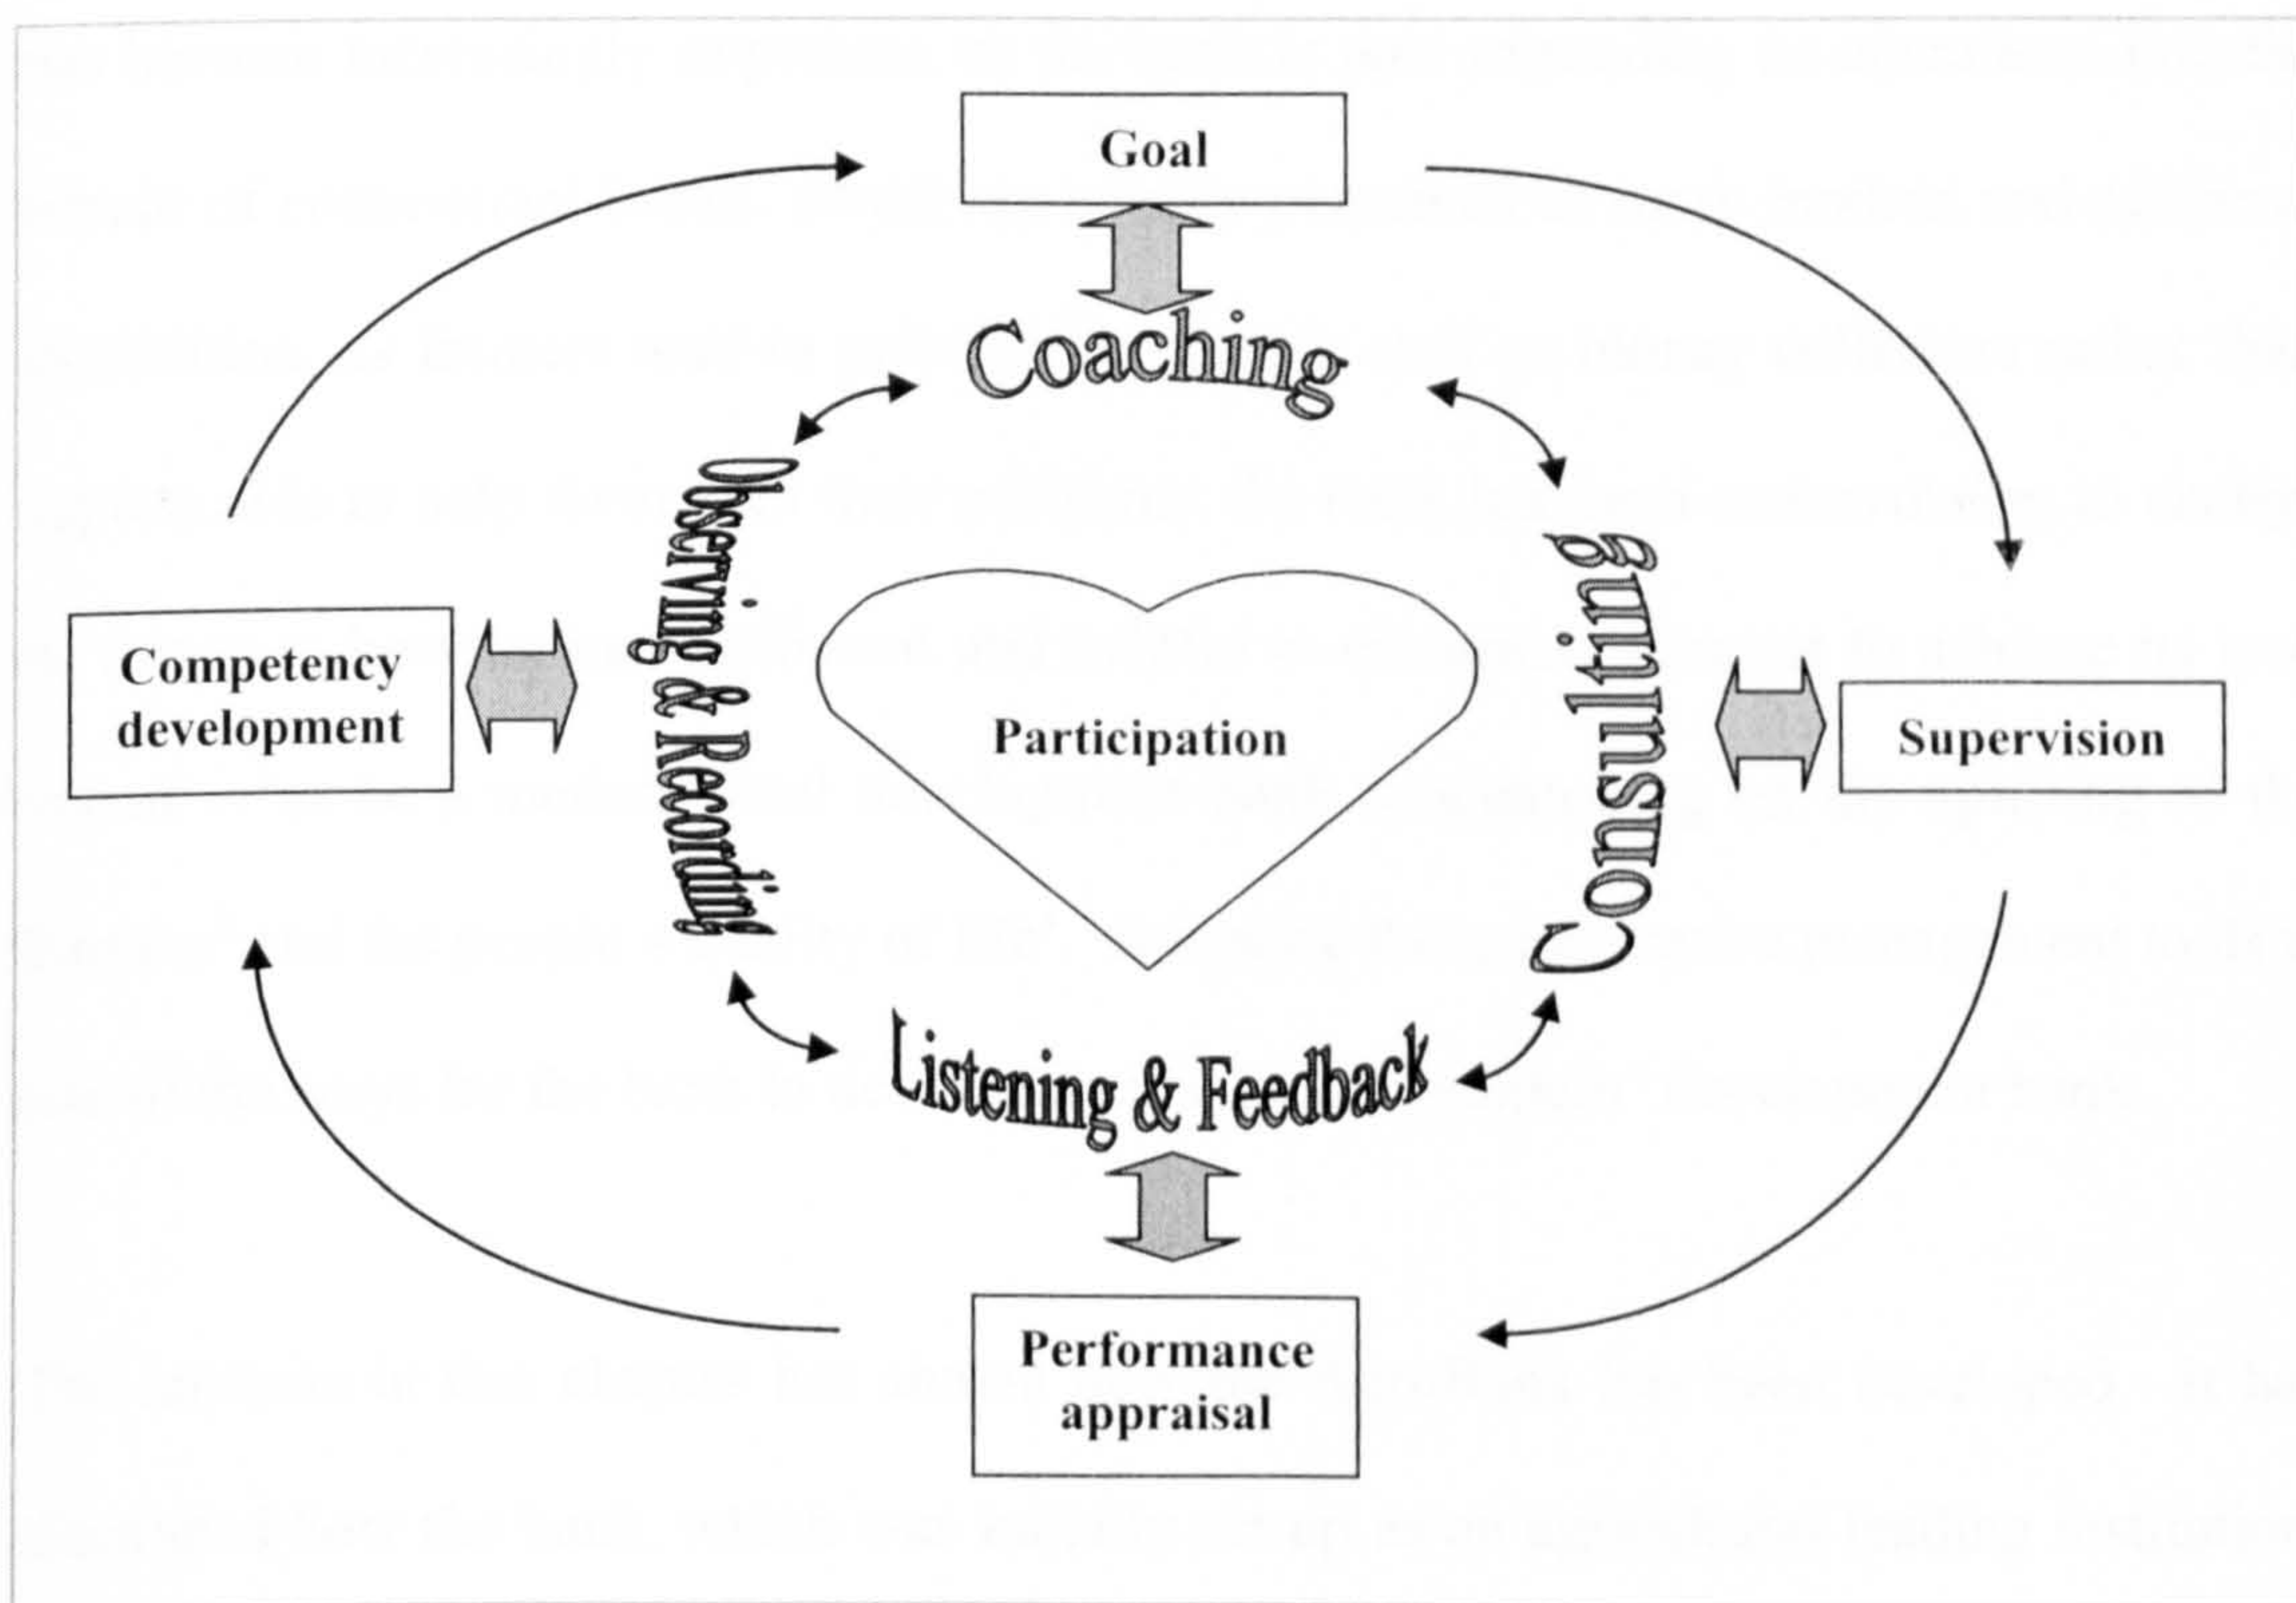 Goal
Coaching
Observing & Recording
Consulting
Competency
development
Participation
Supervision
Listening & Feedback
Performance
appraisal